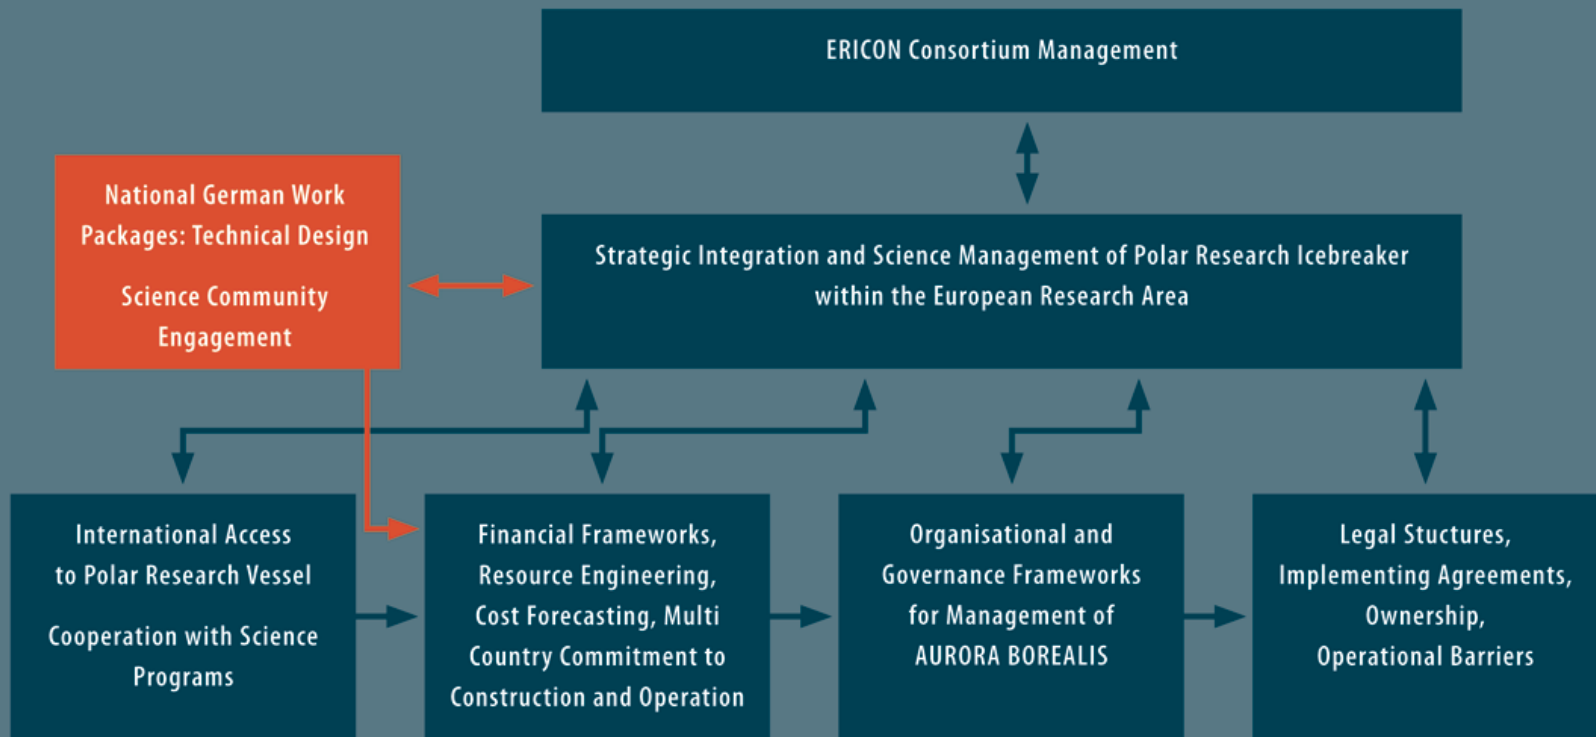 ERICON Consortium Management
National German Work
Packages: Technical Design
Science Community
Engagement
Strategic Integration and Science Management of Polar Research Icebreaker
within the European Research Area
International Access
to Polar Research Vessel
Cooperation with Science
Programs
Financial Frameworks,
Resource Engineering,
Cost Forecasting, Multi
Country Commitment to
Construction and Operation
Organisational and
Governance Frameworks
for Management of
AURORA BOREALIS
Legal Stuctures,
Implementing Agreements,
Ownership,
Operational Barriers